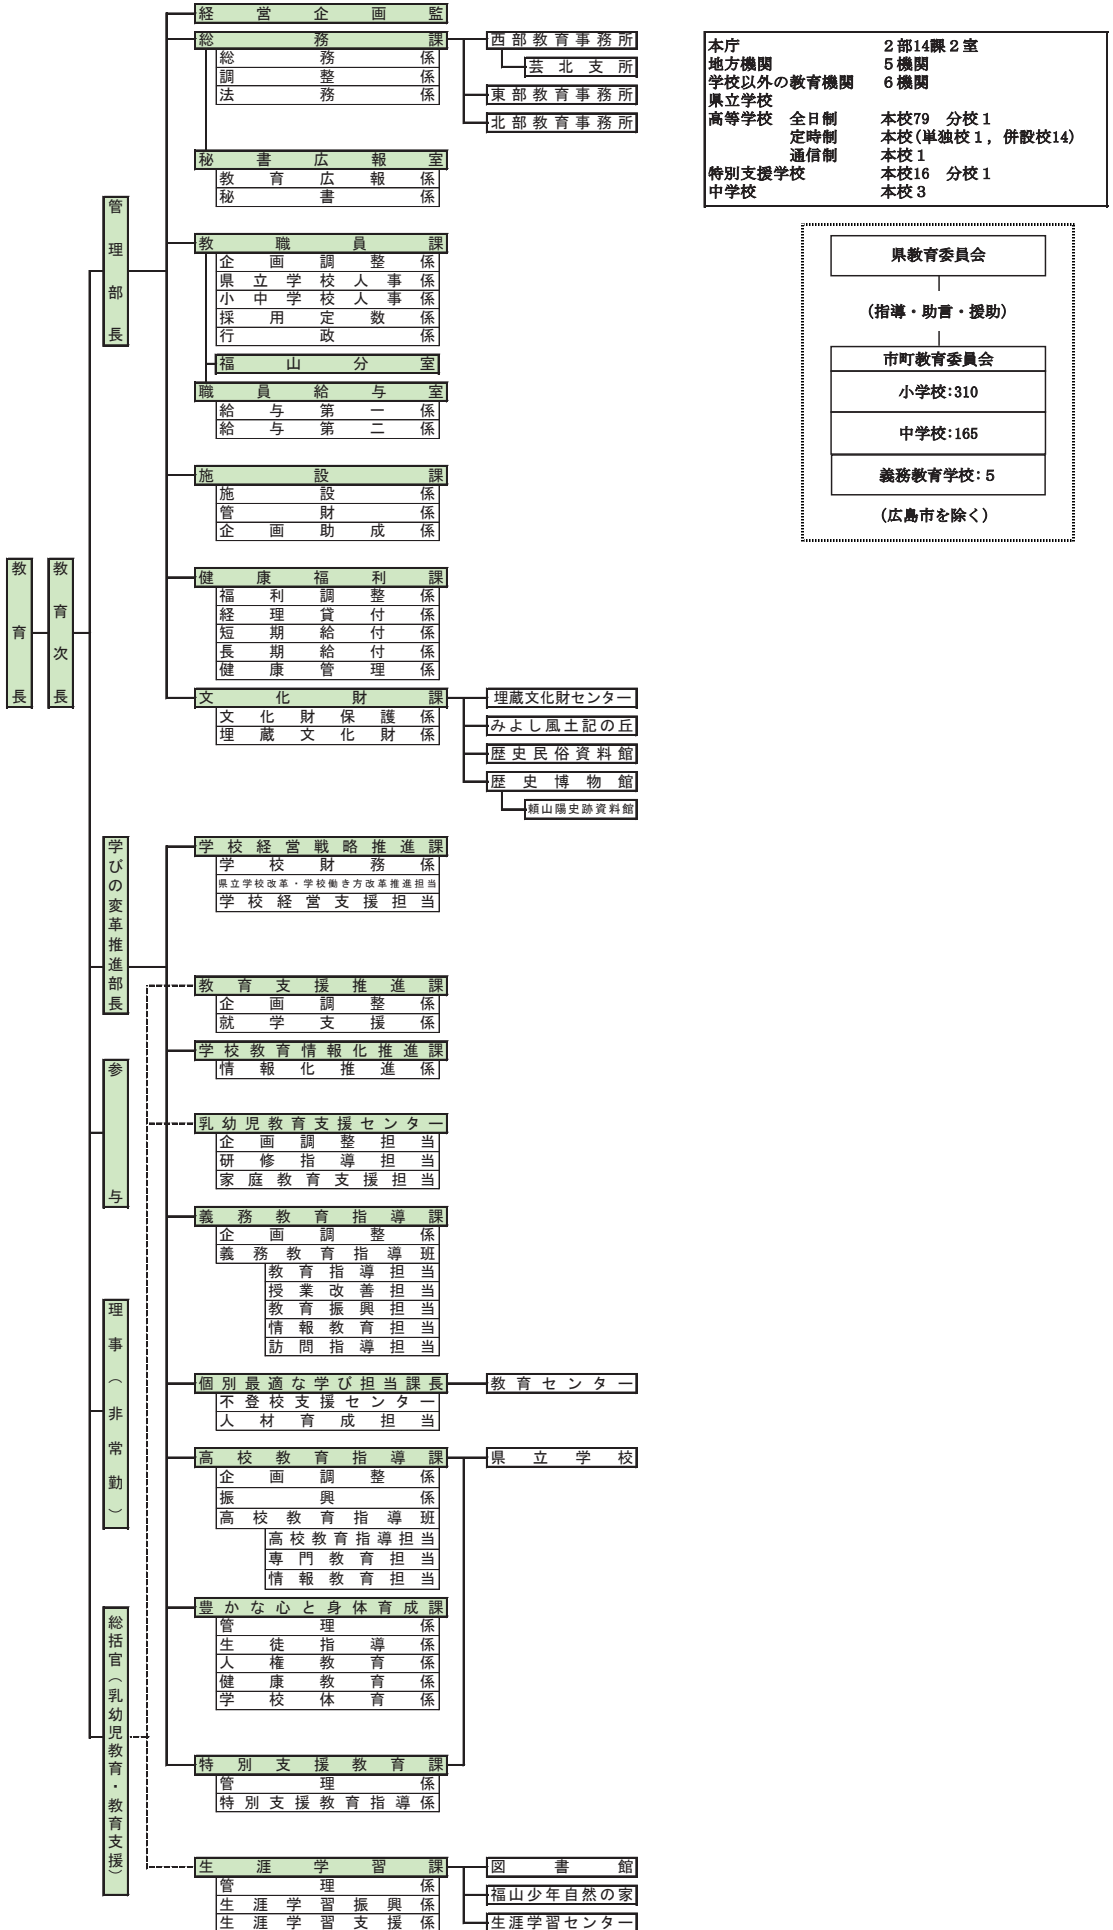 教育長
教育次長
管理部長
経営企画監
総務課
総務係
調整係
法務係
西部教育事務所
芸北支所
東部教育事務所
北部教育事務所
秘書広報室
教育広報係
秘書係
教職員課
企画調整係
県立学校人事係
小中学校人事係
採用定数係
行政係
福山分室
職員給与室
給与第一係
給与第二係
施設課
施設係
管財係
企画助成係
健康福利課
福利調整係
経理貸付係
短期給付係
長期給付係
健康管理係
文化財課
文化財保護係
埋蔵文化財係
埋蔵文化財センター
みよし風土記の丘
歴史民俗資料館
歴史博物館
頼山陽史跡資料館
学びの変革推進部長
学校経営戦略推進課
学校財務係
県立学校改革・学校働き方改革推進担当
学校経営支援担当
教育支援推進課
企画調整係
就学支援係
学校教育情報化推進課
情報化推進係
参与
乳幼児教育支援センター
企画調整担当
研修指導担当
家庭教育支援担当
義務教育指導課
企画調整係
義務教育指導班
教育指導担当
授業改善担当
教育振興担当
情報教育担当
訪問指導担当
理事（非常勤）
個別最適な学び担当課長
不登校支援センター
人材育成担当
教育センター
高校教育指導課
企画調整係
振興係
高校教育指導班
高校教育指導担当
専門教育担当
情報教育担当
県立学校
豊かな心と身体育成課
管理係
生徒指導係
人権教育係
健康教育係
学校体育係
総括官（乳幼児教育・教育支援）
特別支援教育課
管理係
特別支援教育指導係
生涯学習課
管理係
生涯学習振興係
生涯学習支援係
図書館
福山少年自然の家
生涯学習センター
本庁 2部14課2室
地方機関 5機関
学校以外の教育機関 6機関
県立学校
高等学校 全日制 本校79 分校1
定時制 本校(単独校1，併設校14)
通信制 本校1
特別支援学校 本校16 分校1
中学校 本校3
県教育委員会
(指導・助言・援助)
市町教育委員会
小学校:310
中学校:165
義務教育学校:5
(広島市を除く)